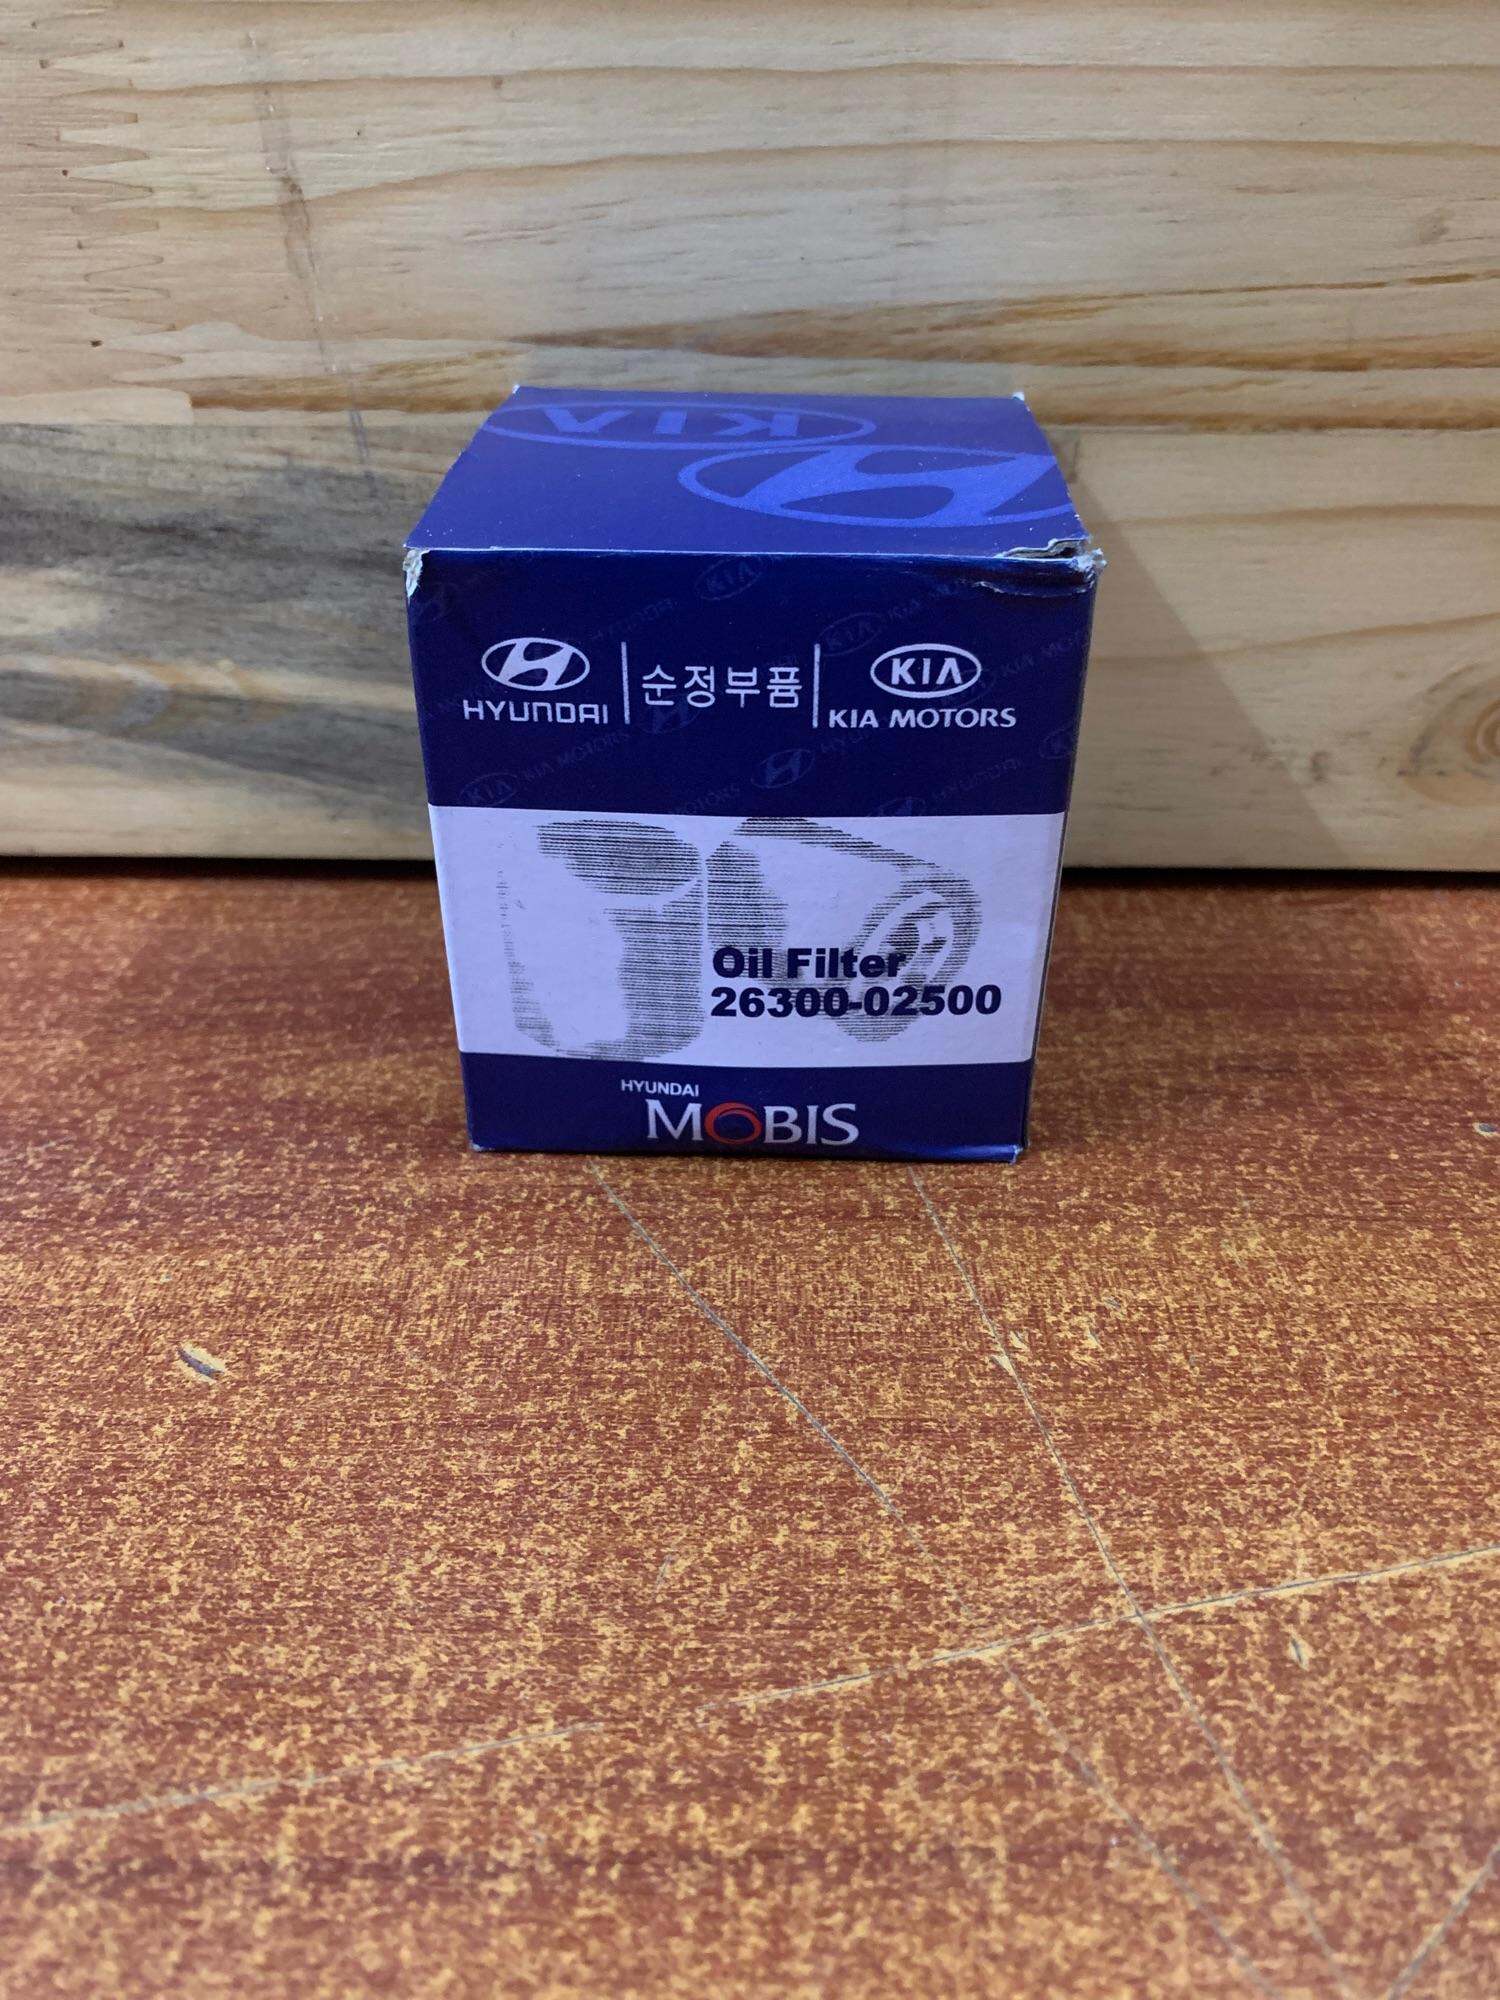 KIA
HYUNDAI
순정부품
KIA
KIA MOTORS
Oil Filter
26300-02500
HYUNDAI
MOBIS